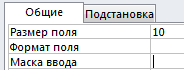 Общие Подстановка
Размер поля 10
Формат поля
Маска ввода